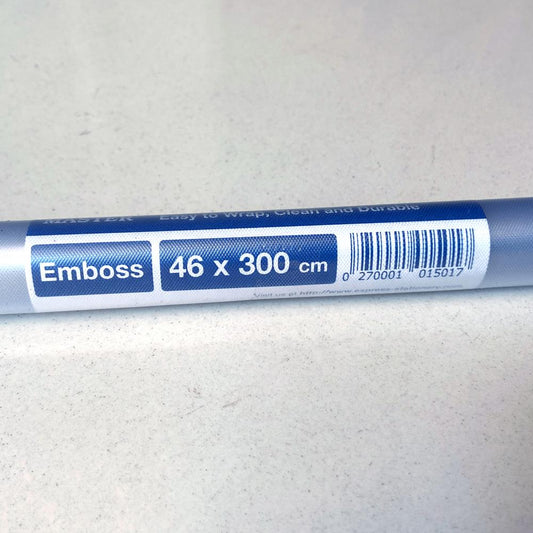 MASTER Easy to Wrap, Clean and Durable
Emboss 46 x 300 cm
0 270001 015017
Visit us at http://www.express-stationery.com